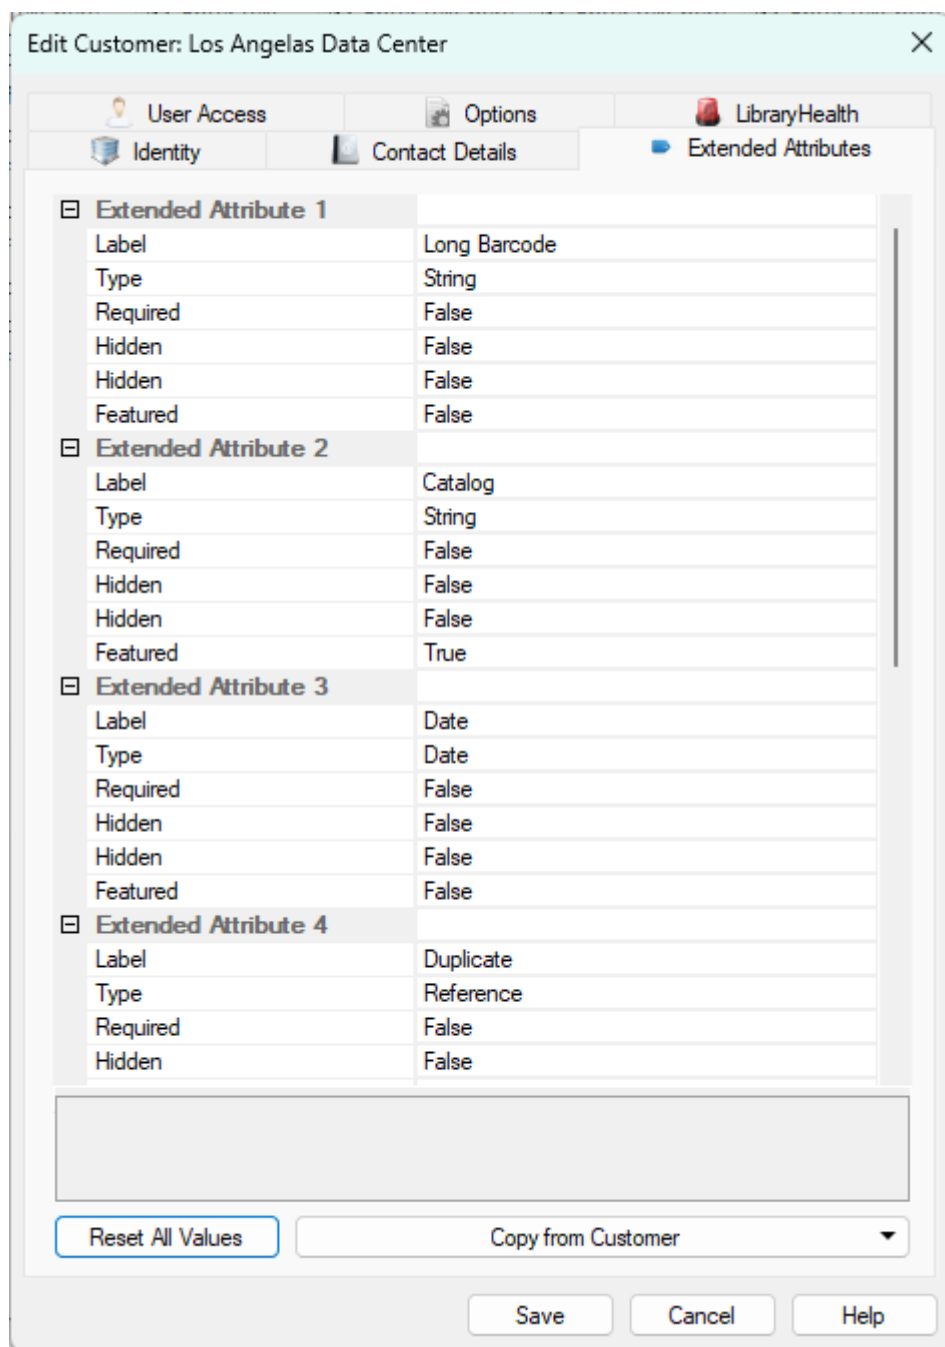 Edit Customer: Los Angelas Data Center
User Access Options LibraryHealth
Identity Contact Details Extended Attributes
Extended Attribute 1
Label Long Barcode
Type String
Required False
Hidden False
Hidden False
Featured False
Extended Attribute 2
Label Catalog
Type String
Required False
Hidden False
Hidden False
Featured True
Extended Attribute 3
Label Date
Type Date
Required False
Hidden False
Hidden False
Featured False
Extended Attribute 4
Label Duplicate
Type Reference
Required False
Hidden False
Reset All Values Copy from Customer
Save Cancel Help